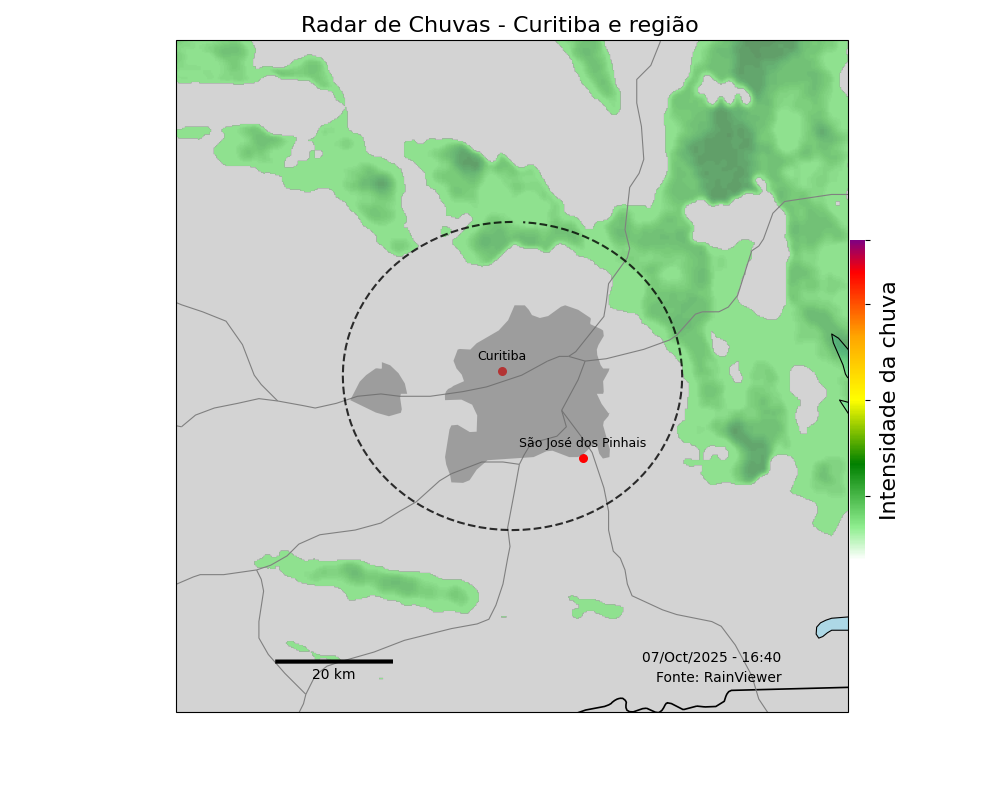 Radar de Chuvas - Curitiba e região
Curitiba
São José dos Pinhais
Intensidade da chuva
07/Oct/2025 - 16:40
Fonte: RainViewer
20 km